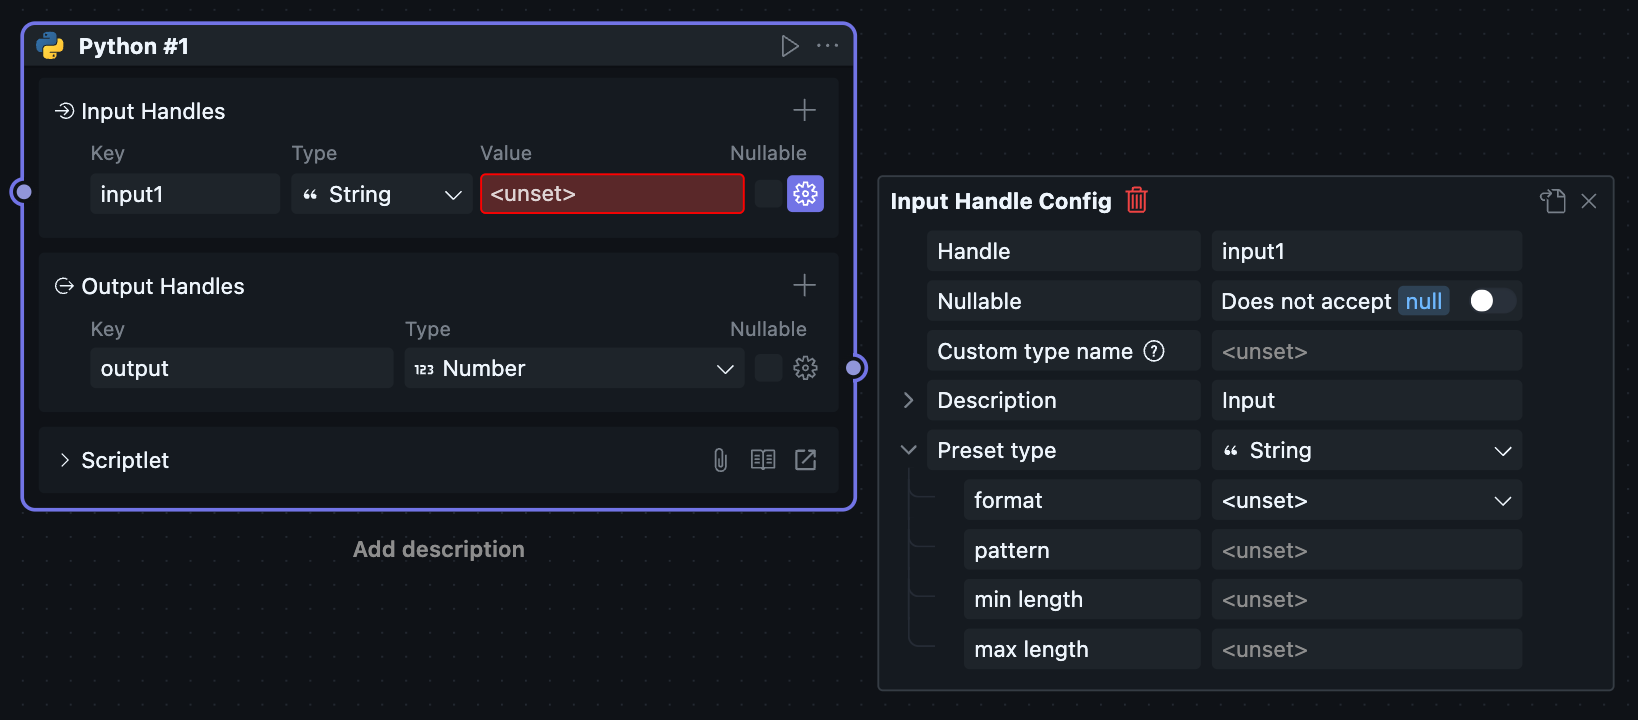 Python #1
Input Handles
Key Type Value Nullable
input1 “ String <unset>
Output Handles
Key Type Nullable
output 123 Number
Scriptlet
Add description
Input Handle Config
Handle input1
Nullable Does not accept null
Custom type name ? <unset>
Description Input
Preset type “ String
format <unset>
pattern <unset>
min length <unset>
max length <unset>